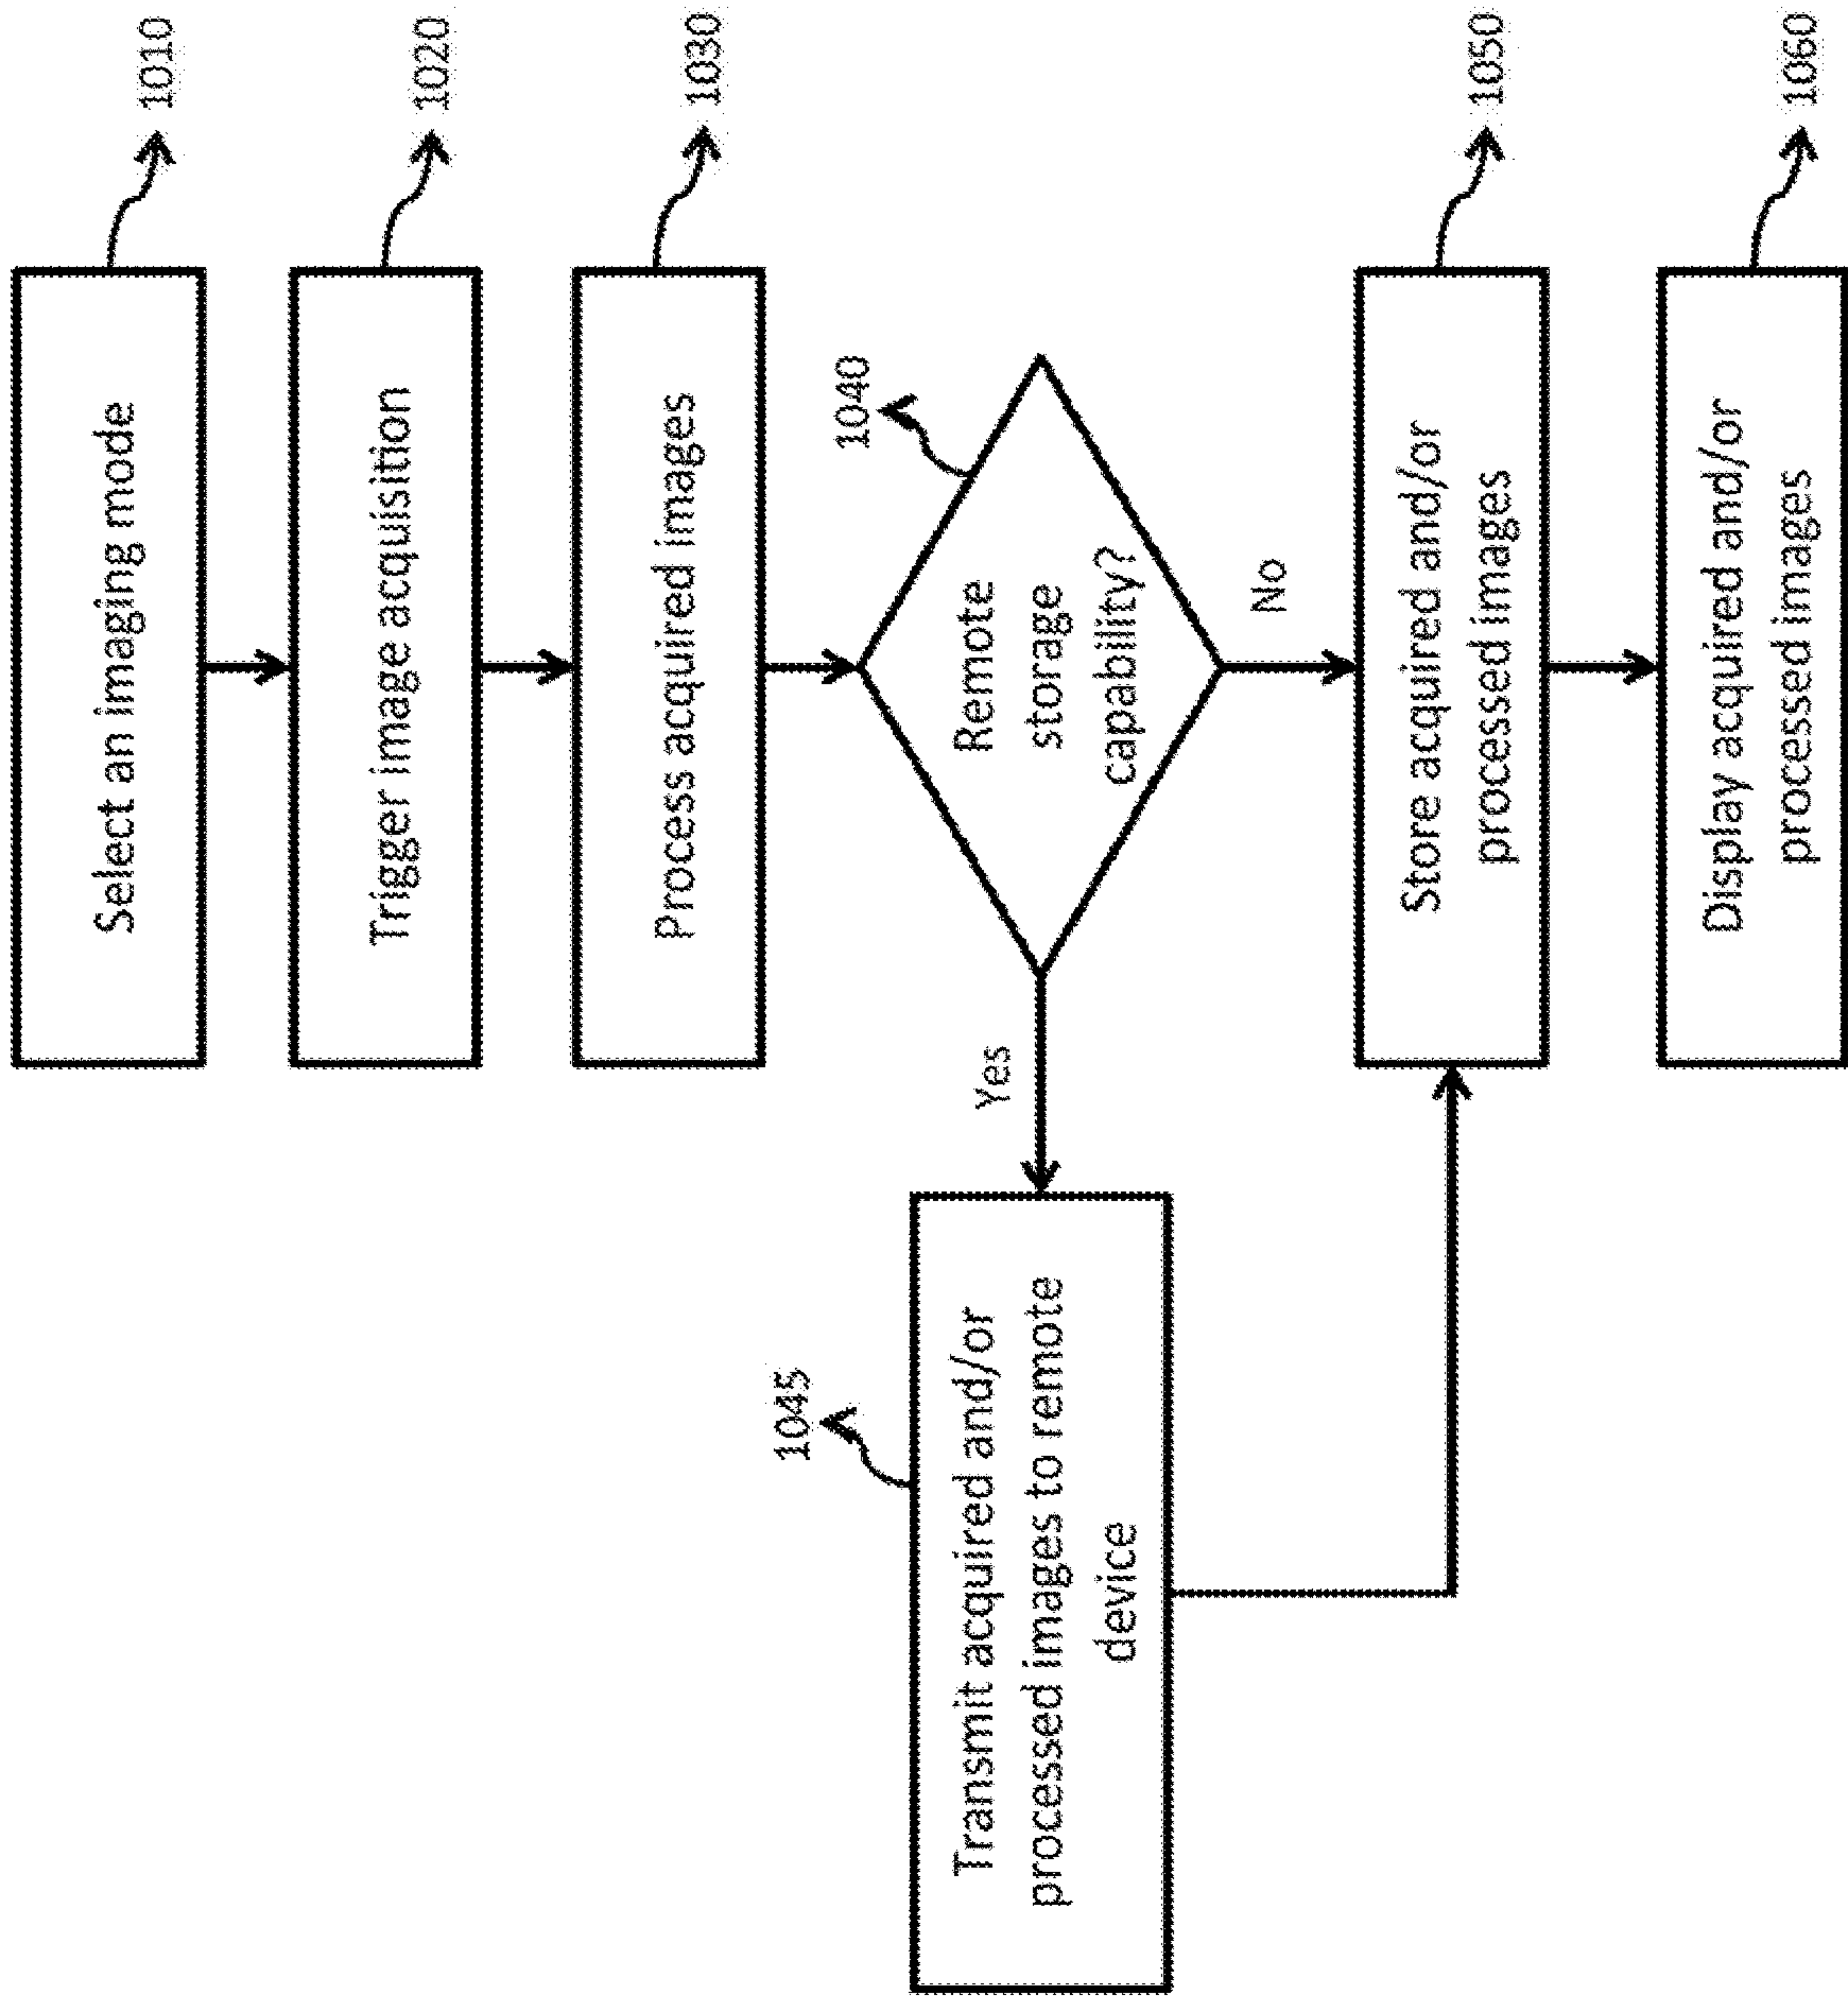 Select an imaging mode
1010
Trigger image acquisition
1020
Process acquired images
1030
Remote
storage
capability?
1040
Yes
No
Transmit acquired and/or
processed images to remote
device
1045
Store acquired and/or
processed images
1050
Display acquired and/or
processed images
1060